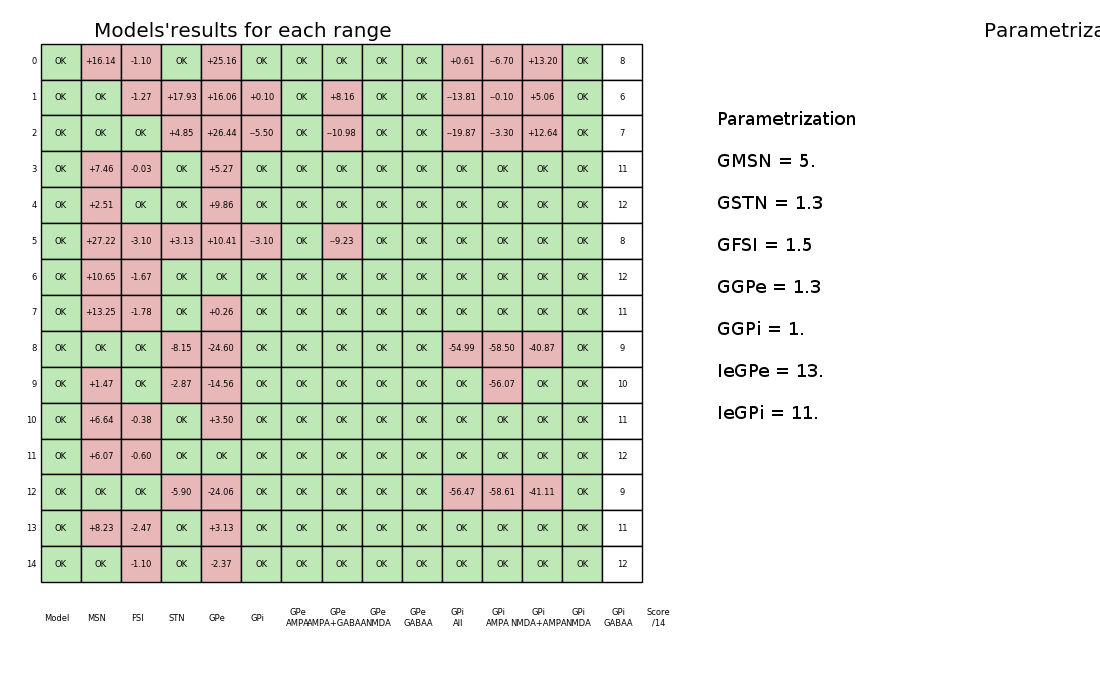 Models'results for each range
Parametriza
0 OK +16.14 -1.10 OK +25.16 OK OK OK OK OK +0.61 --6.70 +13.20 OK 8
1 OK OK -1.27 +17.93 +16.06 +0.10 OK +8.16 OK OK --13.81 --0.10 +5.06 OK 6
2 OK OK OK +4.85 +26.44 --5.50 OK --10.98 OK OK --19.87 --3.30 +12.64 OK 7
3 OK +7.46 -0.03 OK +5.27 OK OK OK OK OK OK OK OK OK 11
4 OK +2.51 OK OK +9.86 OK OK OK OK OK OK OK OK OK 12
5 OK +27.22 -3.10 +3.13 +10.41 --3.10 OK --9.23 OK OK OK OK OK OK 8
6 OK +10.65 -1.67 OK OK OK OK OK OK OK OK OK OK OK 12
7 OK +13.25 -1.78 OK +0.26 OK OK OK OK OK OK OK OK OK 11
8 OK OK OK -8.15 -24.60 OK OK OK OK OK -54.99 -58.50 -40.87 OK 9
9 OK +1.47 OK -2.87 -14.56 OK OK OK OK OK OK -56.07 OK OK 10
10 OK +6.64 -0.38 OK +3.50 OK OK OK OK OK OK OK OK OK 11
11 OK +6.07 -0.60 OK OK OK OK OK OK OK OK OK OK OK 12
12 OK OK OK -5.90 -24.06 OK OK OK OK OK -56.47 -58.61 -41.11 OK 9
13 OK +8.23 -2.47 OK +3.13 OK OK OK OK OK OK OK OK OK 11
14 OK OK -1.10 OK -2.37 OK OK OK OK OK OK OK OK OK 12
Model MSN FSI STN GPe GPi GPe AMPA GPe AMPA+GABAA GPe NMDA GPe GABAA GPi All GPi AMPA GPi NMDA+AMPA GPi NMDA GPi GABAA Score /14
Parametrization
GMSN = 5.
GSTN = 1.3
GFSI = 1.5
GGPe = 1.3
GGPi = 1.
IeGPe = 13.
IeGPi = 11.